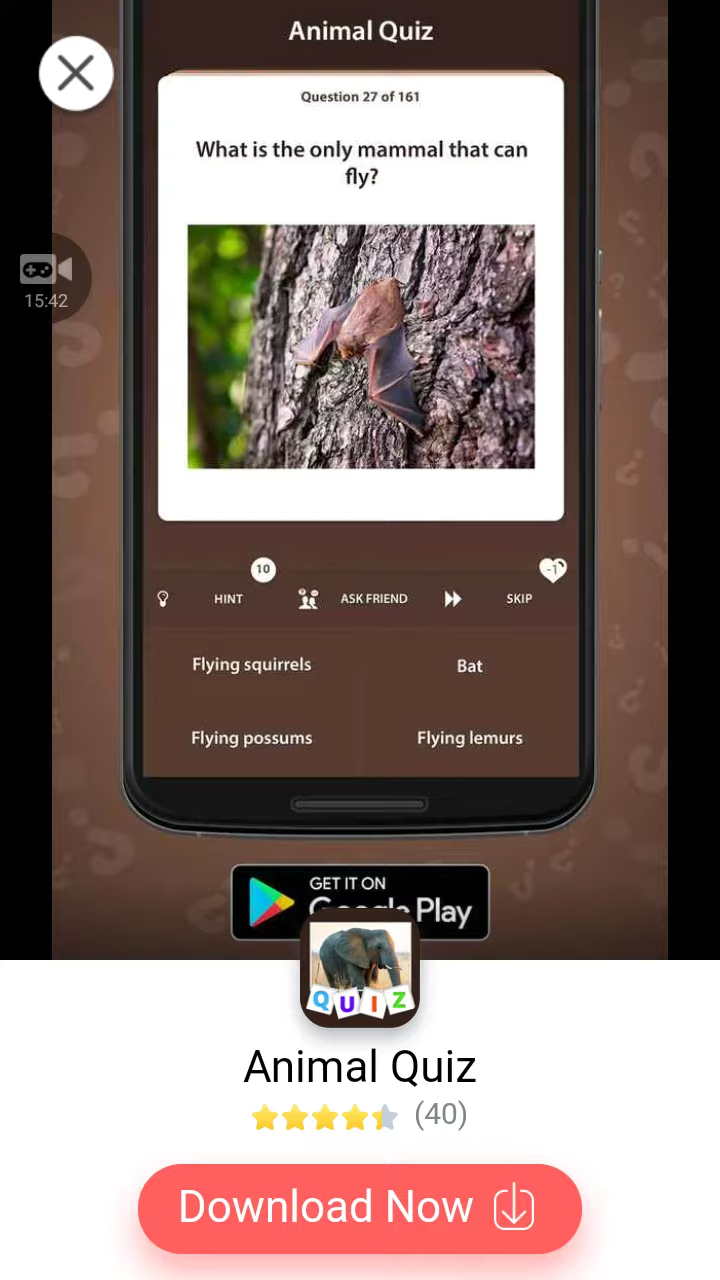 Animal Quiz
Question 27 of 161
What is the only mammal that can
fly?
15:42
10
-1
HINT
ASK FRIEND
SKIP
Flying squirrels
Bat
Flying possums
Flying lemurs
GET IT ON
Google Play
QUIZ
Animal Quiz
(40)
Download Now